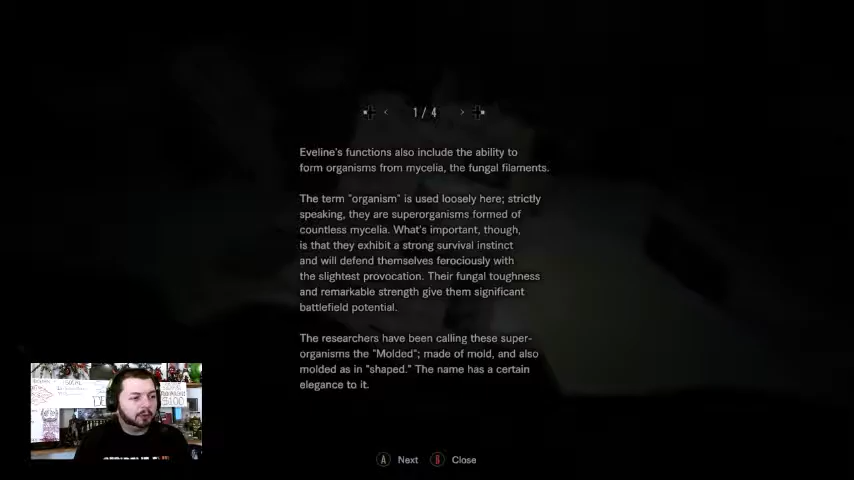 1 / 4
Eveline's functions also include the ability to
form organisms from mycelia, the fungal filaments.
The term "organism" is used loosely here; strictly
speaking, they are superorganisms formed of
countless mycelia. What's important, though,
is that they exhibit a strong survival instinct
and will defend themselves ferociously with
the slightest provocation. Their fungal toughness
and remarkable strength give them significant
battlefield potential.
The researchers have been calling these super-
organisms the "Molded"; made of mold, and also
molded as in "shaped." The name has a certain
elegance to it.
A Next B Close